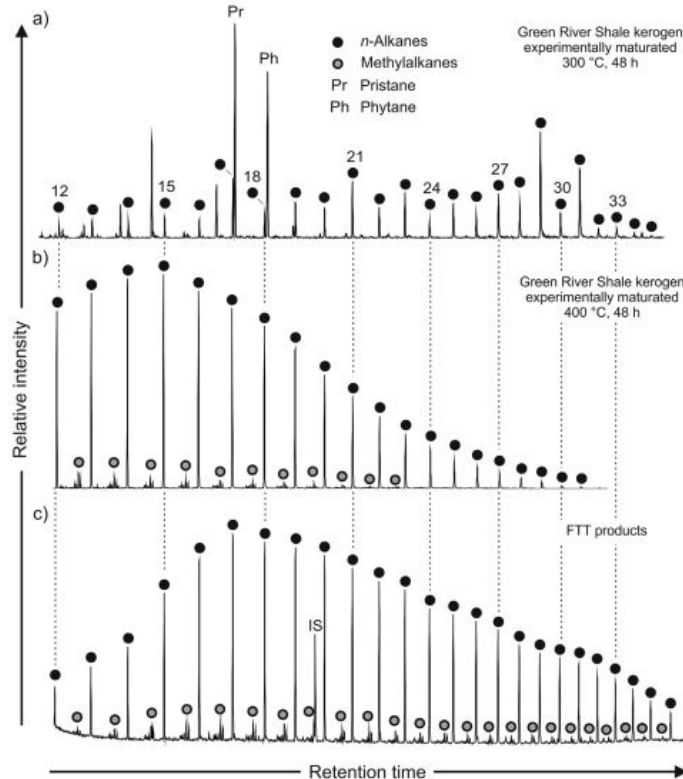 a)
Pr
Ph
n-Alkanes
Methylalkanes
Pr Pristane
Ph Phytane
Green River Shale kerogen
experimentally maturated
300 °C, 48 h
12
15
18
21
24
27
30
33
b)
Green River Shale kerogen
experimentally maturated
400 °C, 48 h
Relative intensity
c)
FTT products
IS
Retention time